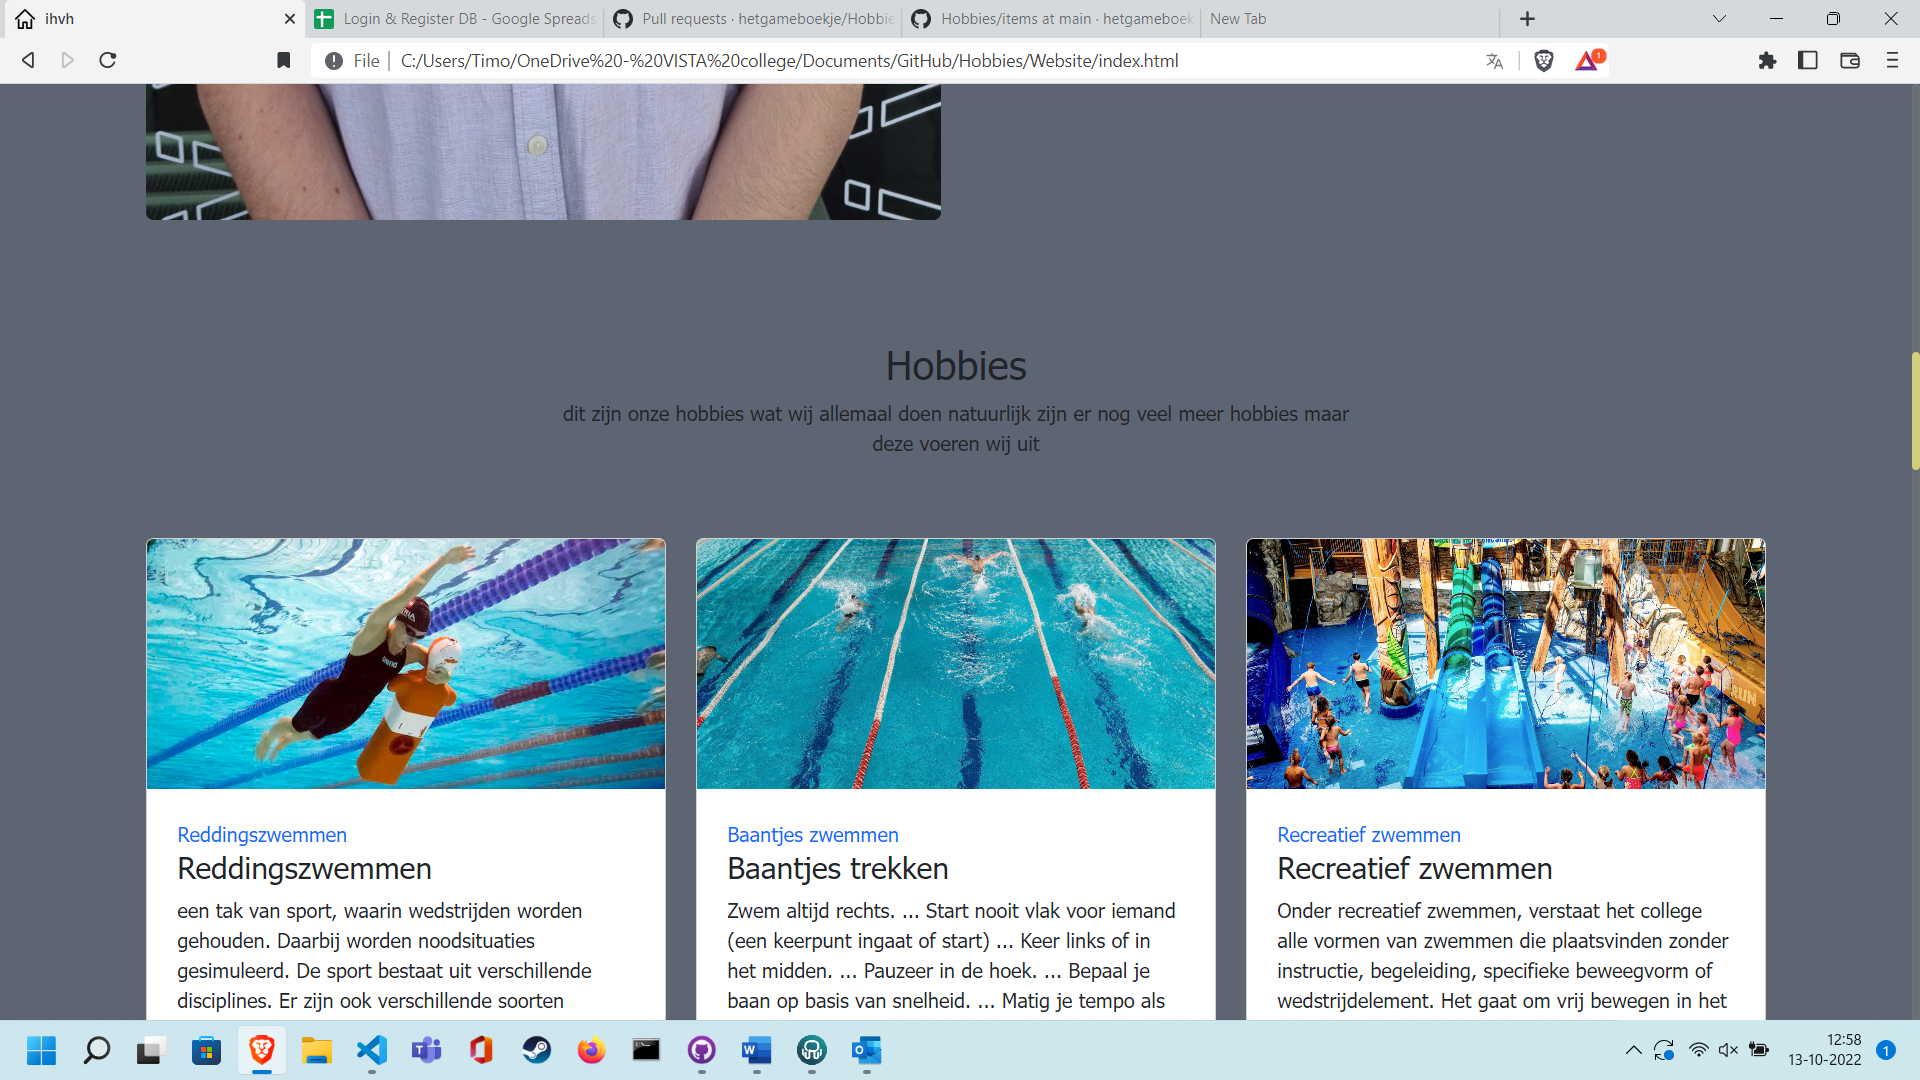 ihvh
Login & Register DB - Google Spreads
Pull requests · hetgameboekje/Hobbie
Hobbies/items at main · hetgameboek
New Tab
File
C:/Users/Timo/OneDrive%20-%20VISTA%20college/Documents/GitHub/Hobbies/Website/index.html
1
Hobbies
dit zijn onze hobbies wat wij allemaal doen natuurlijk zijn er nog veel meer hobbies maar
deze voeren wij uit
arena
RUN
Reddingszwemmen
Reddingszwemmen
een tak van sport, waarin wedstrijden worden
gehouden. Daarbij worden noodsituaties
gesimuleerd. De sport bestaat uit verschillende
disciplines. Er zijn ook verschillende soorten
Baantjes zwemmen
Baantjes trekken
Zwem altijd rechts. ... Start nooit vlak voor iemand
(een keerpunt ingaat of start) ... Keer links of in
het midden. ... Pauzeer in de hoek. ... Bepaal je
baan op basis van snelheid. ... Matig je tempo als
Recreatief zwemmen
Recreatief zwemmen
Onder recreatief zwemmen, verstaat het college
alle vormen van zwemmen die plaatsvinden zonder
instructie, begeleiding, specifieke beweegvorm of
wedstrijdelement. Het gaat om vrij bewegen in het
12:58
13-10-2022
1